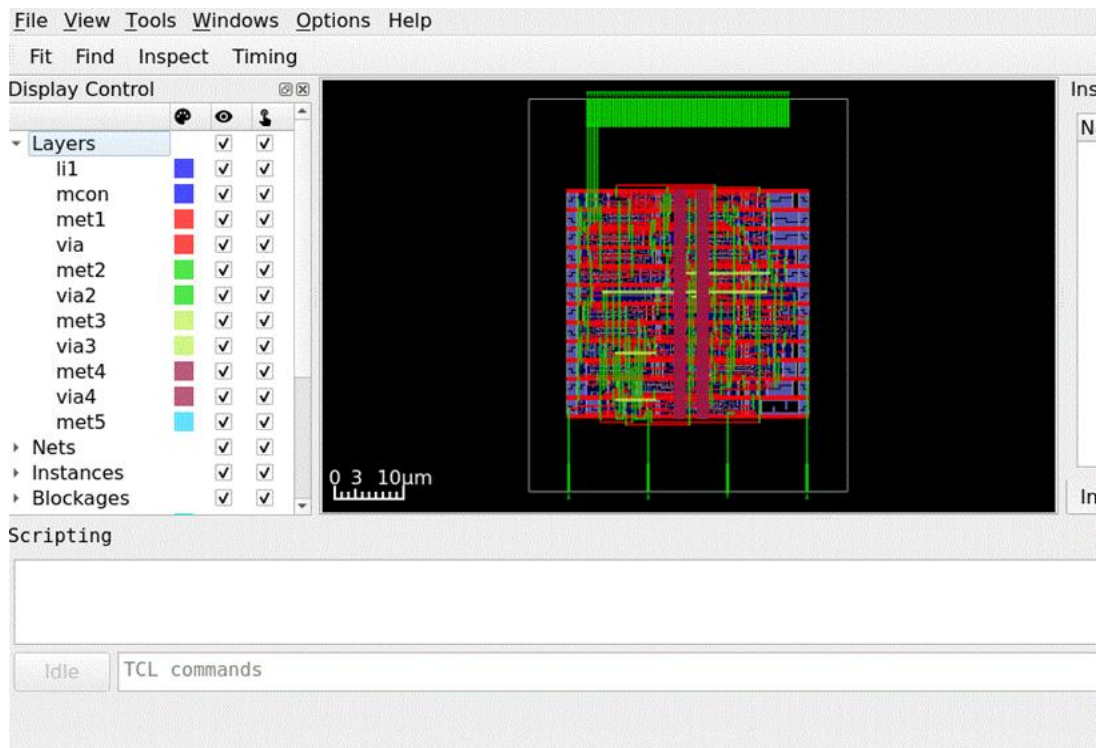 File View Tools Windows Options Help
Fit Find Inspect Timing
Display Control
Ins
Na
Layers
li1
mcon
met1
via
met2
via2
met3
via3
met4
via4
met5
Nets
Instances
Blockages
0 3 10μm
In
Scripting
Idle
TCL commands